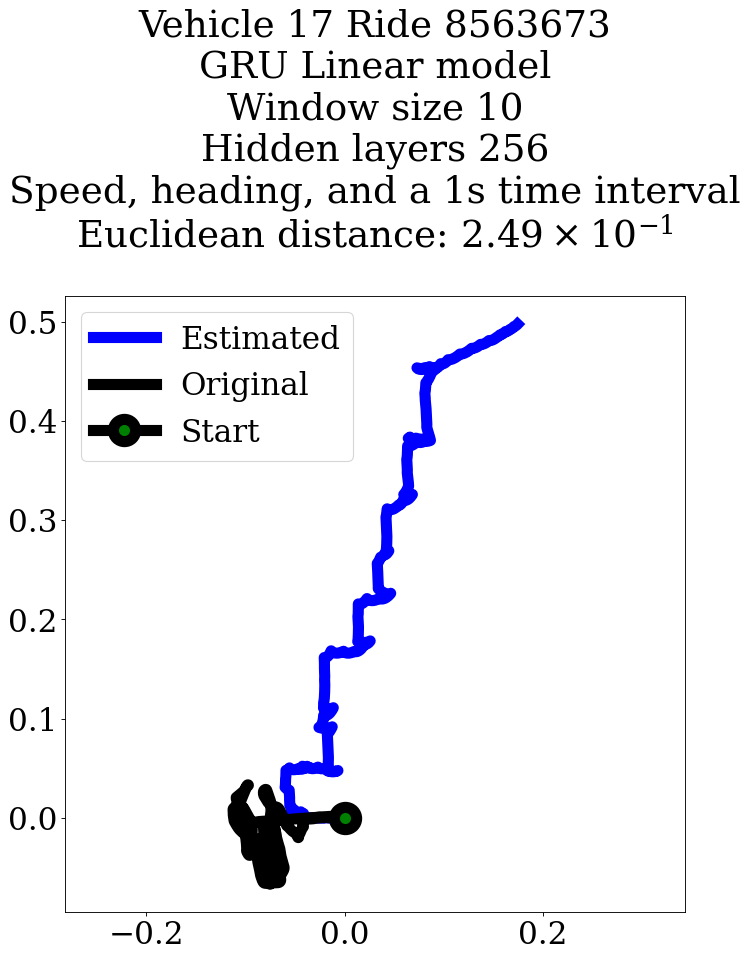 Vehicle 17 Ride 8563673
GRU Linear model
Window size 10
Hidden layers 256
Speed, heading, and a 1s time interval
Euclidean distance: 2.49 × 10⁻¹
Estimated
Original
Start
0.5
0.4
0.3
0.2
0.1
0.0
−0.2 0.0 0.2